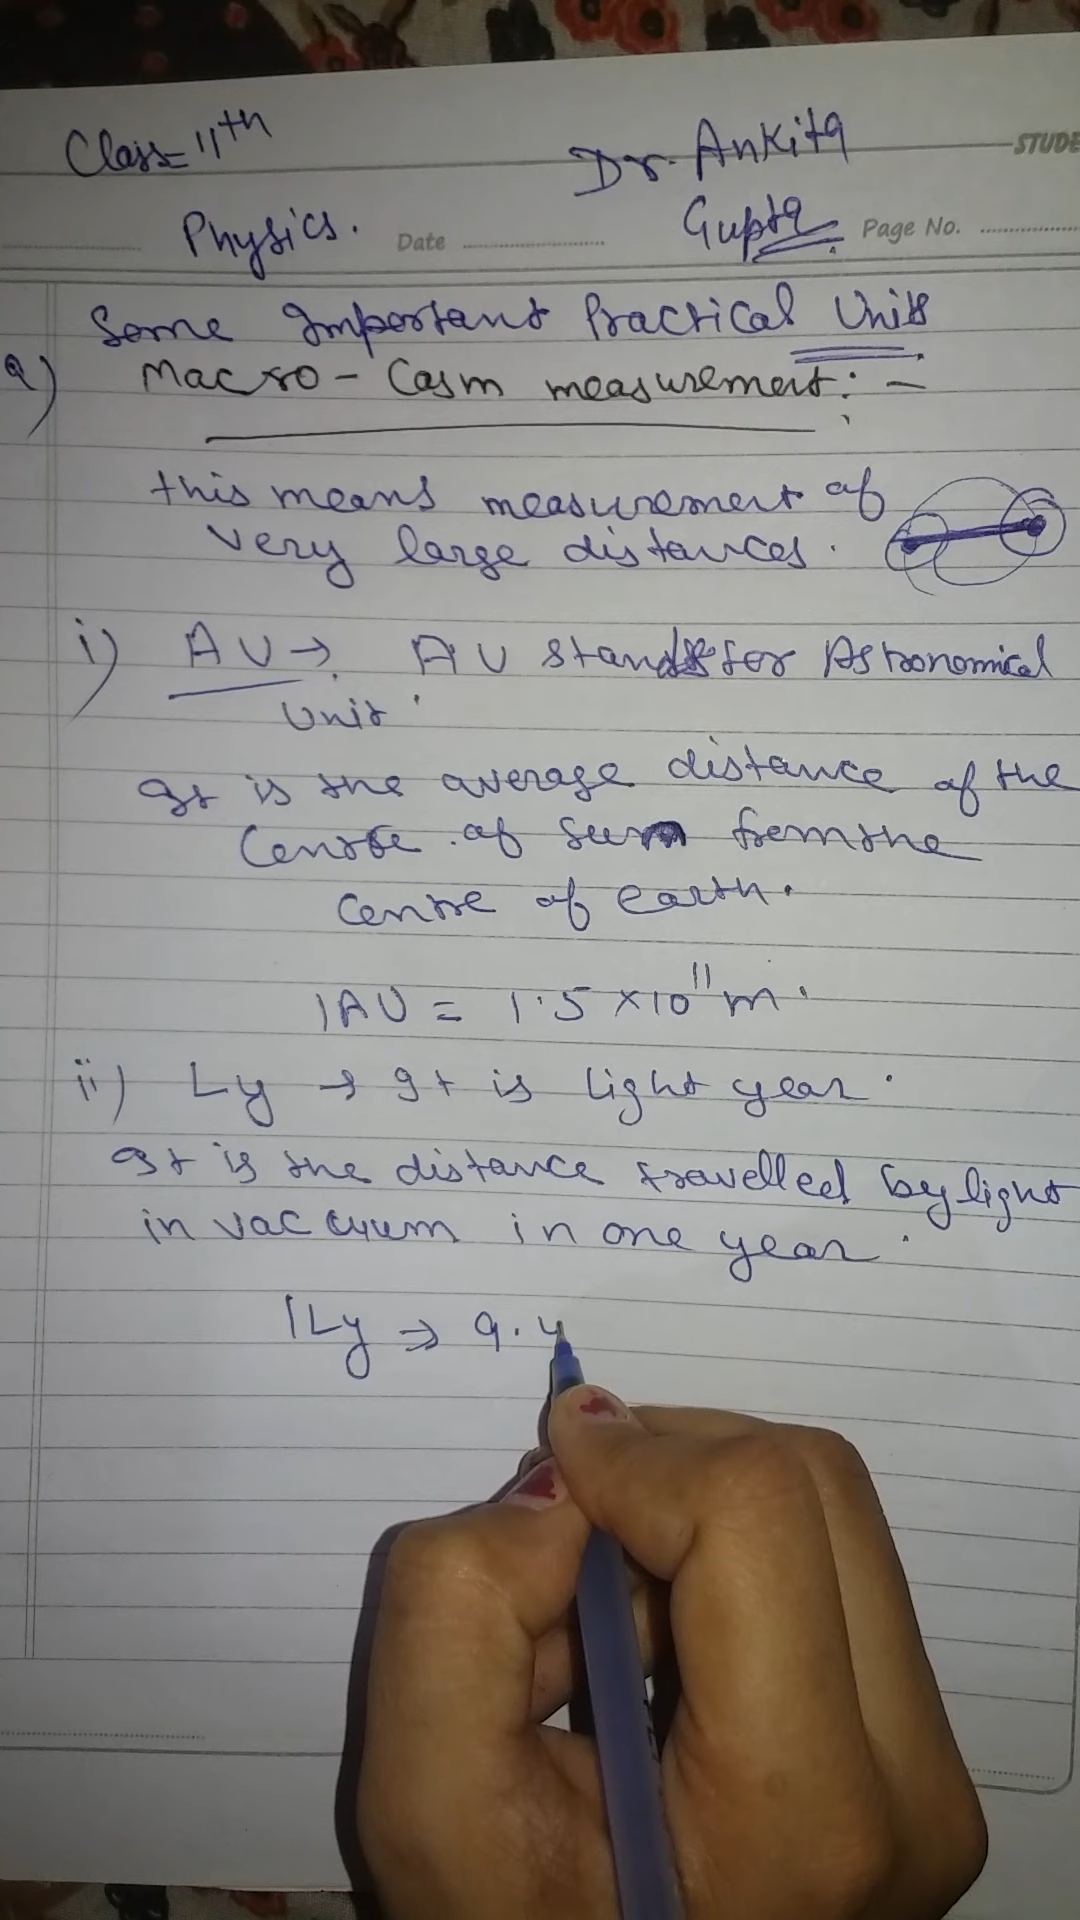 Class= 11th
Dr. Ankita
STUDE
Physics.
Date
Gupta
Page No.
Some Important Practical Units
a)
Macro - Casm measurement : -
this means measurement of
very large distances.
i) AU → AU stands for Astronomical
Unit.
It is the average distance of the
Centre of sun from the
Centre of earth.
1AU = 1.5 × 10¹¹ m.
ii) Ly → It is light year.
It is the distance travelled by light
in vaccuum in one year.
1Ly ⇒ 9.4